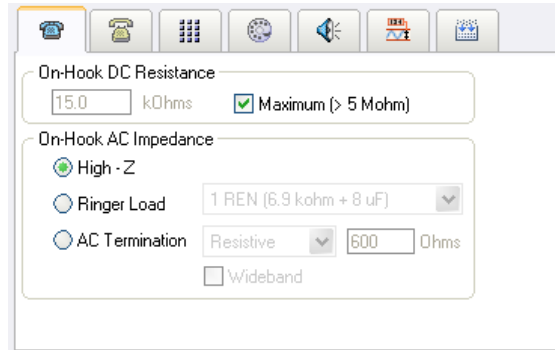 On-Hook DC Resistance
15.0 kOhms Maximum (> 5 Mohm)
On-Hook AC Impedance
High - Z
Ringer Load 1 REN (6.9 kohm + 8 uF)
AC Termination Resistive 600 Ohms
Wideband